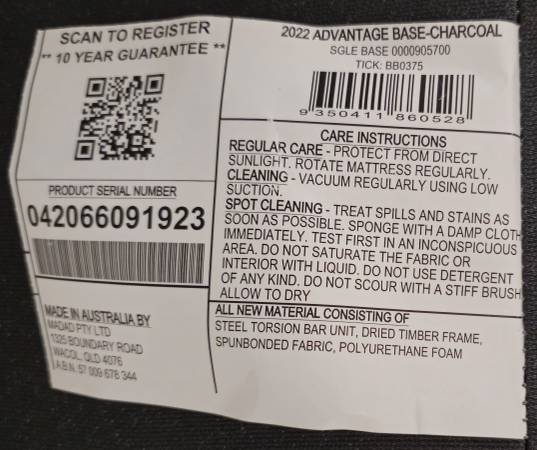 SCAN TO REGISTER
** 10 YEAR GUARANTEE **
PRODUCT SERIAL NUMBER
042066091923
MADE IN AUSTRALIA BY
MADAD PTY LTD
1325 BOUNDARY ROAD
WACOL, QLD 4076
A.B.N. 57 009 678 344
2022 ADVANTAGE BASE-CHARCOAL
SGLE BASE 0000905700
TICK: BB0375
9 350411 860528
CARE INSTRUCTIONS
REGULAR CARE - PROTECT FROM DIRECT
SUNLIGHT. ROTATE MATTRESS REGULARLY.
CLEANING - VACUUM REGULARLY USING LOW
SUCTION.
SPOT CLEANING - TREAT SPILLS AND STAINS AS
SOON AS POSSIBLE. SPONGE WITH A DAMP CLOTH
IMMEDIATELY. TEST FIRST IN AN INCONSPICUOUS
AREA. DO NOT SATURATE THE FABRIC OR
INTERIOR WITH LIQUID. DO NOT USE DETERGENT
OF ANY KIND. DO NOT SCOUR WITH A STIFF BRUSH
ALLOW TO DRY
ALL NEW MATERIAL CONSISTING OF
STEEL TORSION BAR UNIT, DRIED TIMBER FRAME,
SPUNBONDED FABRIC, POLYURETHANE FOAM